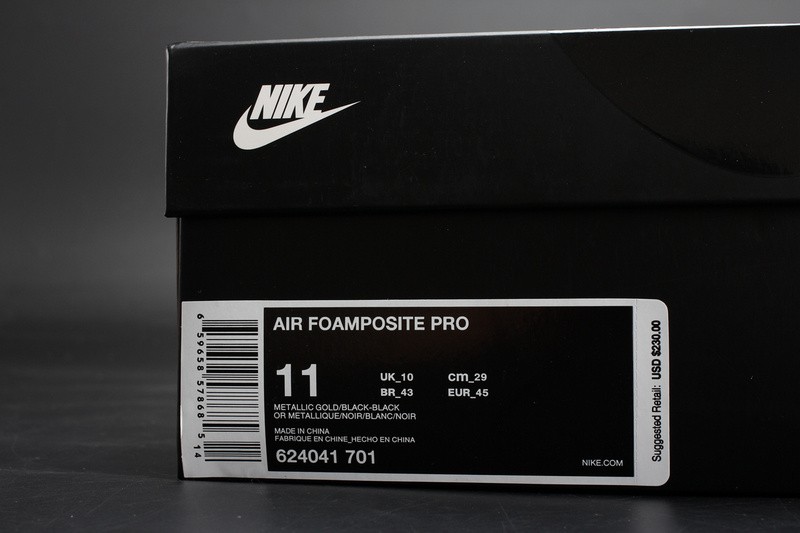 NIKE
AIR FOAMPOSITE PRO
11
UK_10 cm_29
BR_43 EUR_45
METALLIC GOLD/BLACK-BLACK
OR METALLIQUE/NOIR/BLANC/NOIR
MADE IN CHINA
FABRIQUE EN CHINE_HECHO EN CHINA
624041 701
NIKE.COM
6 59658 57868 5 14
Suggested Retail: USD $230.00